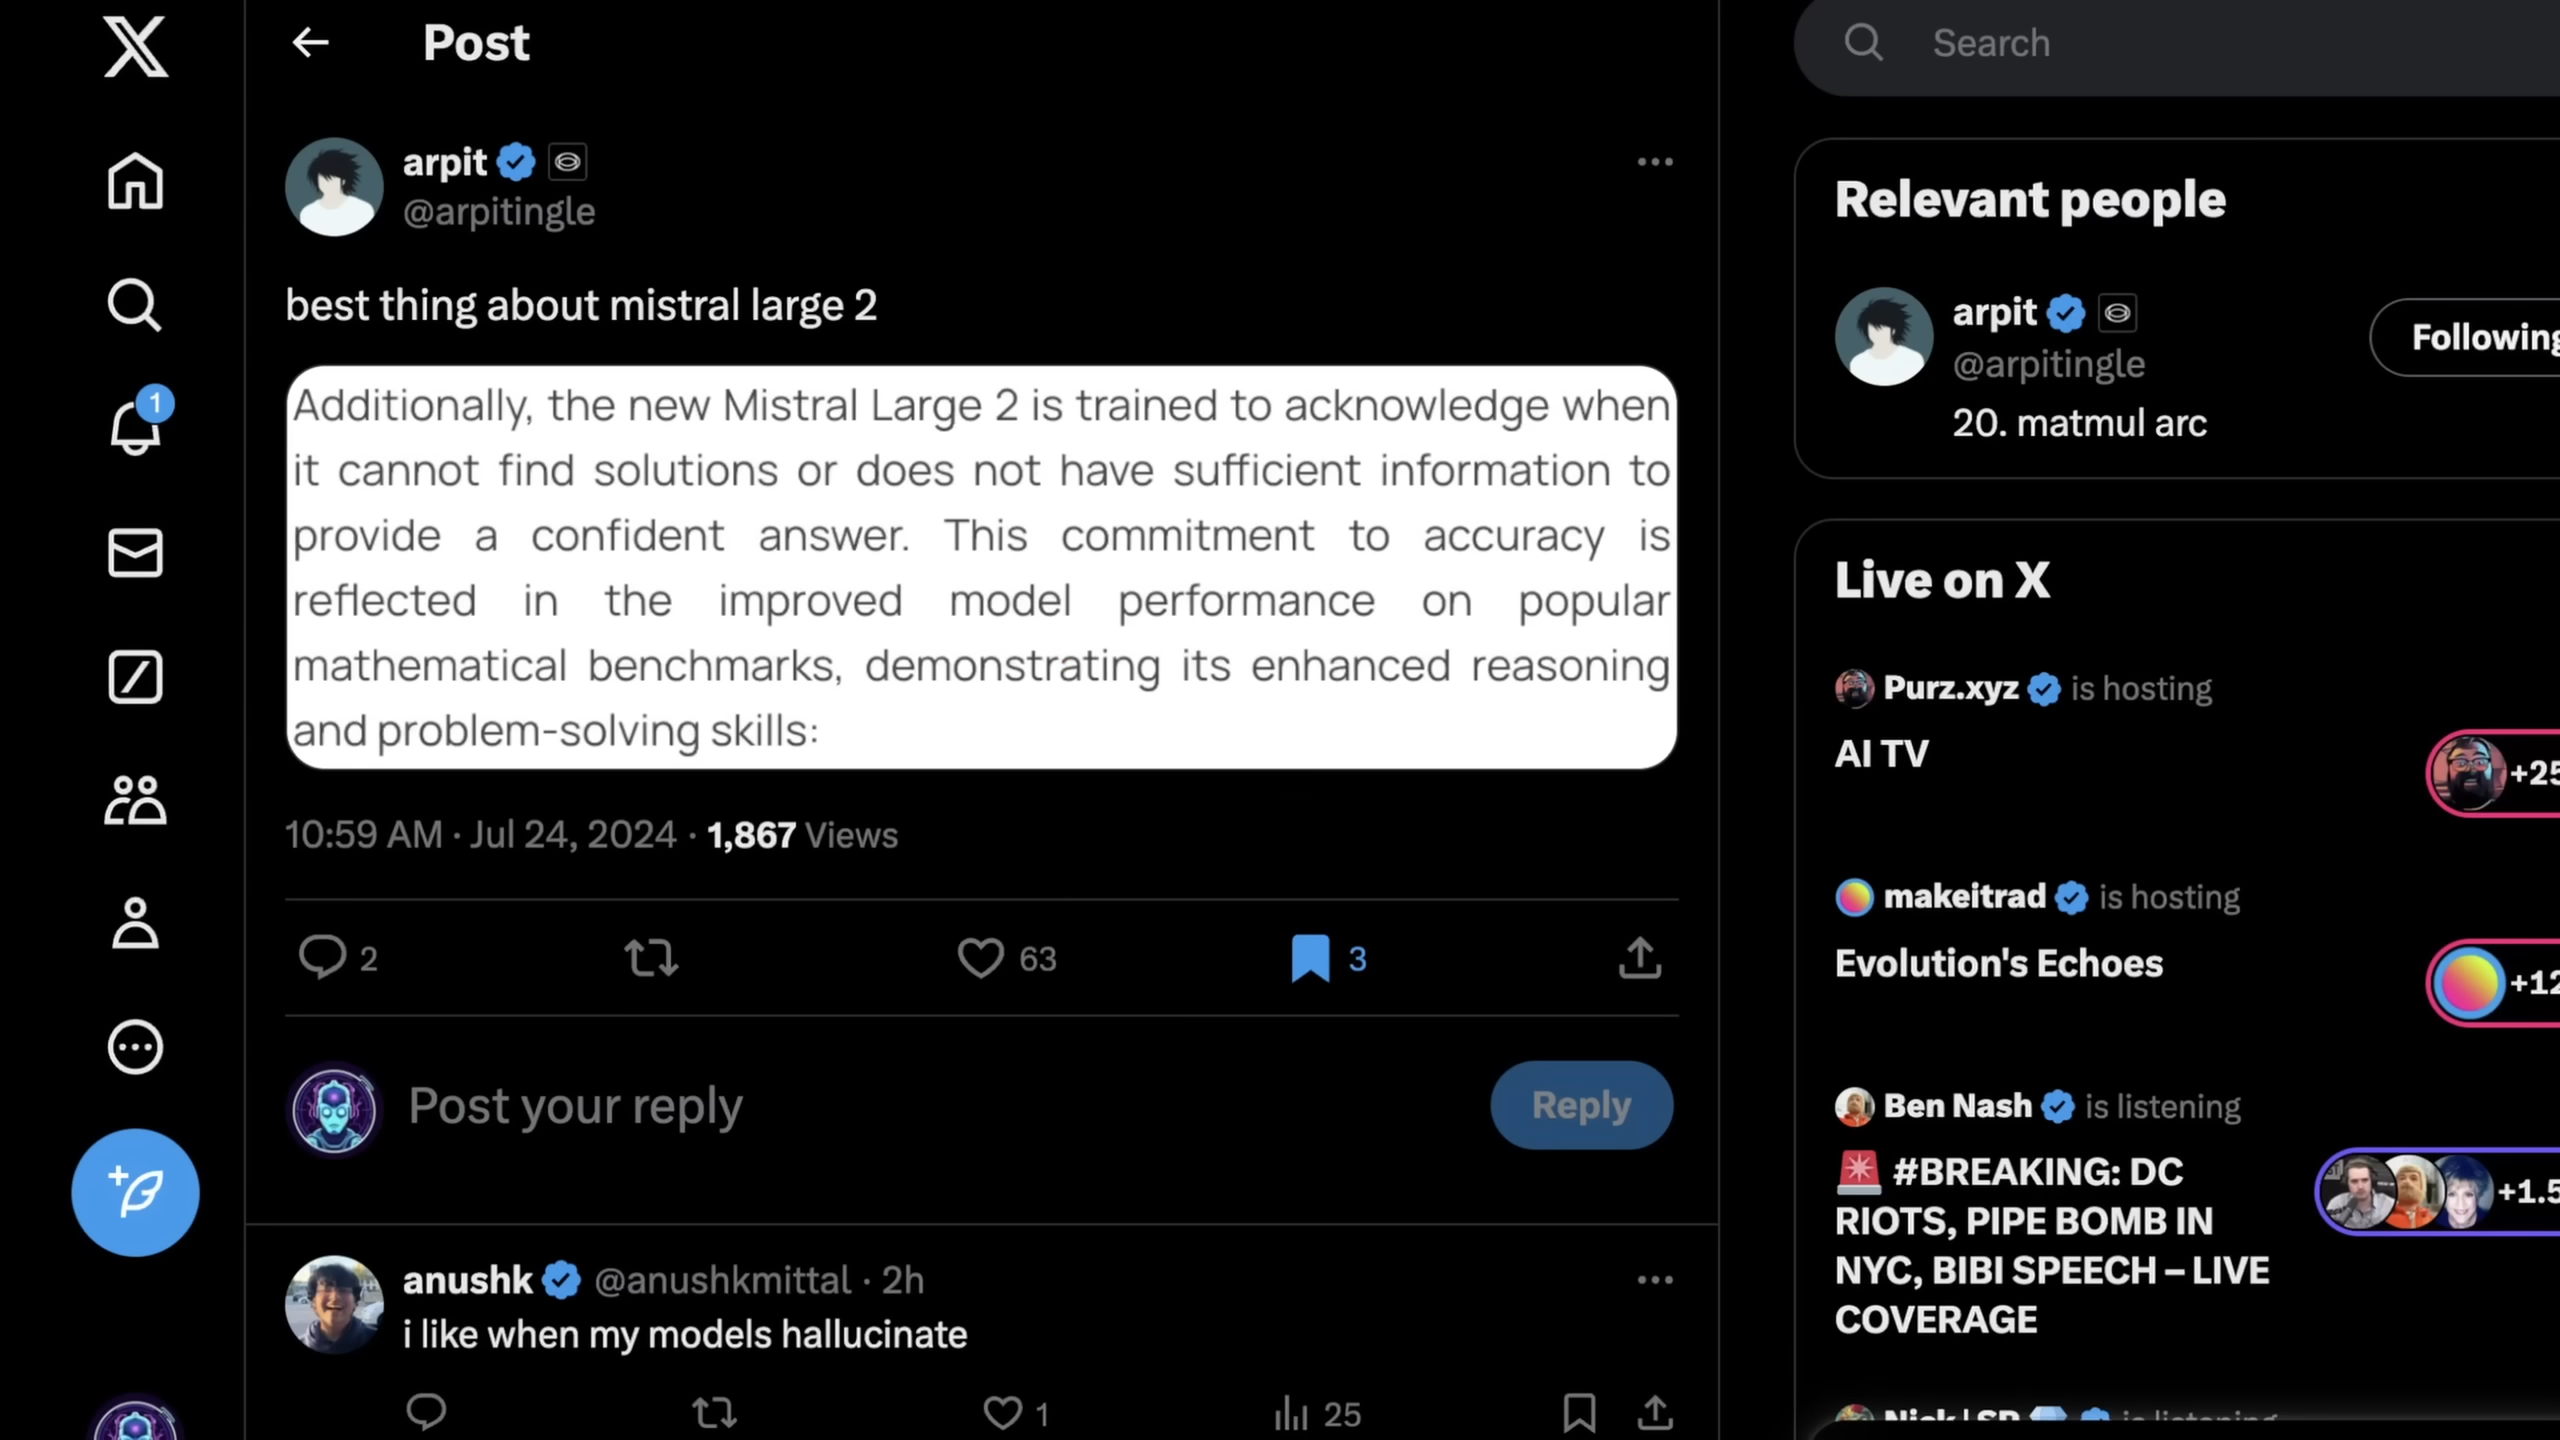 Post
Search
arpit
@arpitingle
best thing about mistral large 2
Additionally, the new Mistral Large 2 is trained to acknowledge when
it cannot find solutions or does not have sufficient information to
provide a confident answer. This commitment to accuracy is
reflected in the improved model performance on popular
mathematical benchmarks, demonstrating its enhanced reasoning
and problem-solving skills:
10:59 AM · Jul 24, 2024 · 1,867 Views
2
63
3
Post your reply
Reply
anushk @anushkmittal · 2h
i like when my models hallucinate
1
25
1
Relevant people
arpit
@arpitingle
Following
20. matmul arc
Live on X
Purz.xyz is hosting
AI TV
+25
makeitrad is hosting
Evolution's Echoes
+12
Ben Nash is listening
🚨 #BREAKING: DC
RIOTS, PIPE BOMB IN
NYC, BIBI SPEECH – LIVE
COVERAGE
+1.5
is listening